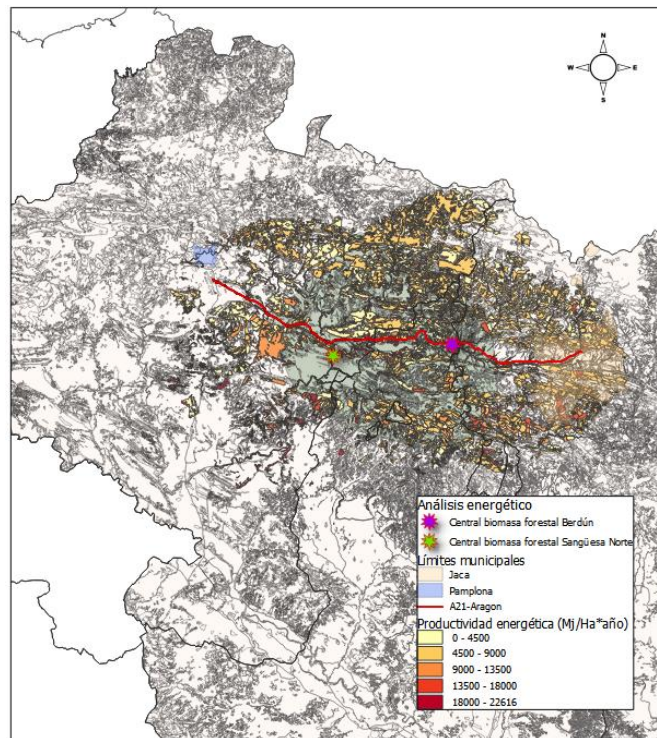 N
W
E
S
Análisis energético
Central biomasa forestal Berdún
Central biomasa forestal Sangüesa Norte
Límites municipales
Jaca
Pamplona
A21-Aragon
Productividad energética (Mj/Ha*año)
0 - 4500
4500 - 9000
9000 - 13500
13500 - 18000
18000 - 22616